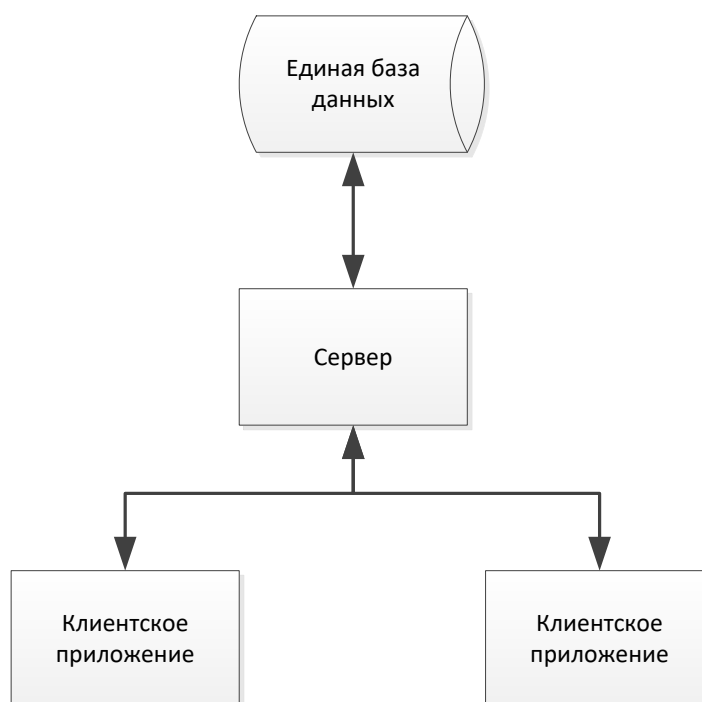 Единая база
данных
Сервер
Клиентское
приложение
Клиентское
приложение